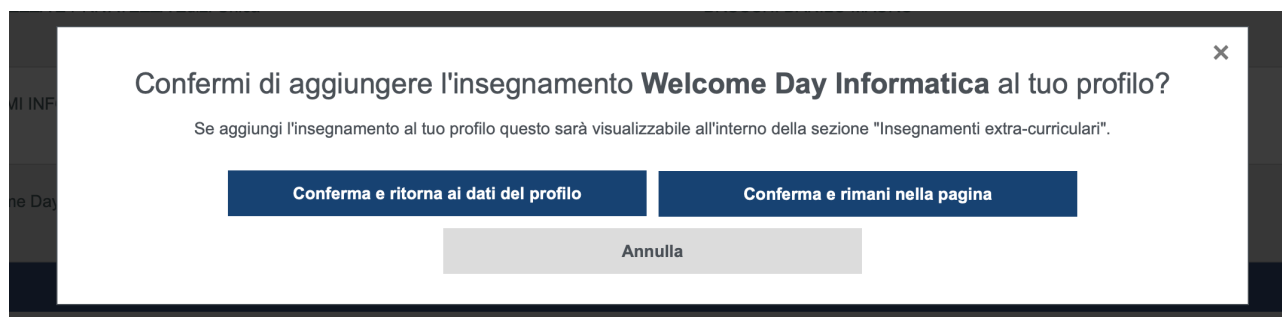 ×
Confermi di aggiungere l'insegnamento Welcome Day Informatica al tuo profilo?
Se aggiungi l'insegnamento al tuo profilo questo sarà visualizzabile all'interno della sezione "Insegnamenti extra-curriculari".
Conferma e ritorna ai dati del profilo
Conferma e rimani nella pagina
Annulla